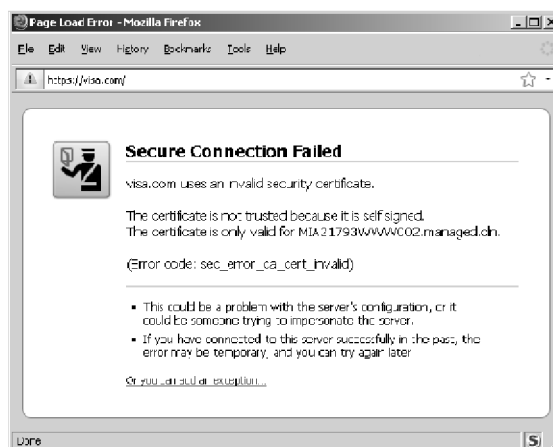 Page Load Error - Mozilla Firefox
File Edit View History Bookmarks Tools Help
https://visa.com/
Secure Connection Failed
visa.com uses an invalid security certificate.
The certificate is not trusted because it is self signed.
The certificate is only valid for MIA21793WWW002.managed.cln.
(Error code: sec_error_ca_cert_invalid)
• This could be a problem with the server's configuration, or it
could be someone trying to impersonate the server.
• If you have connected to this server successfully in the past, the
error may be temporary, and you can try again later
Or you can add an exception...
Done S